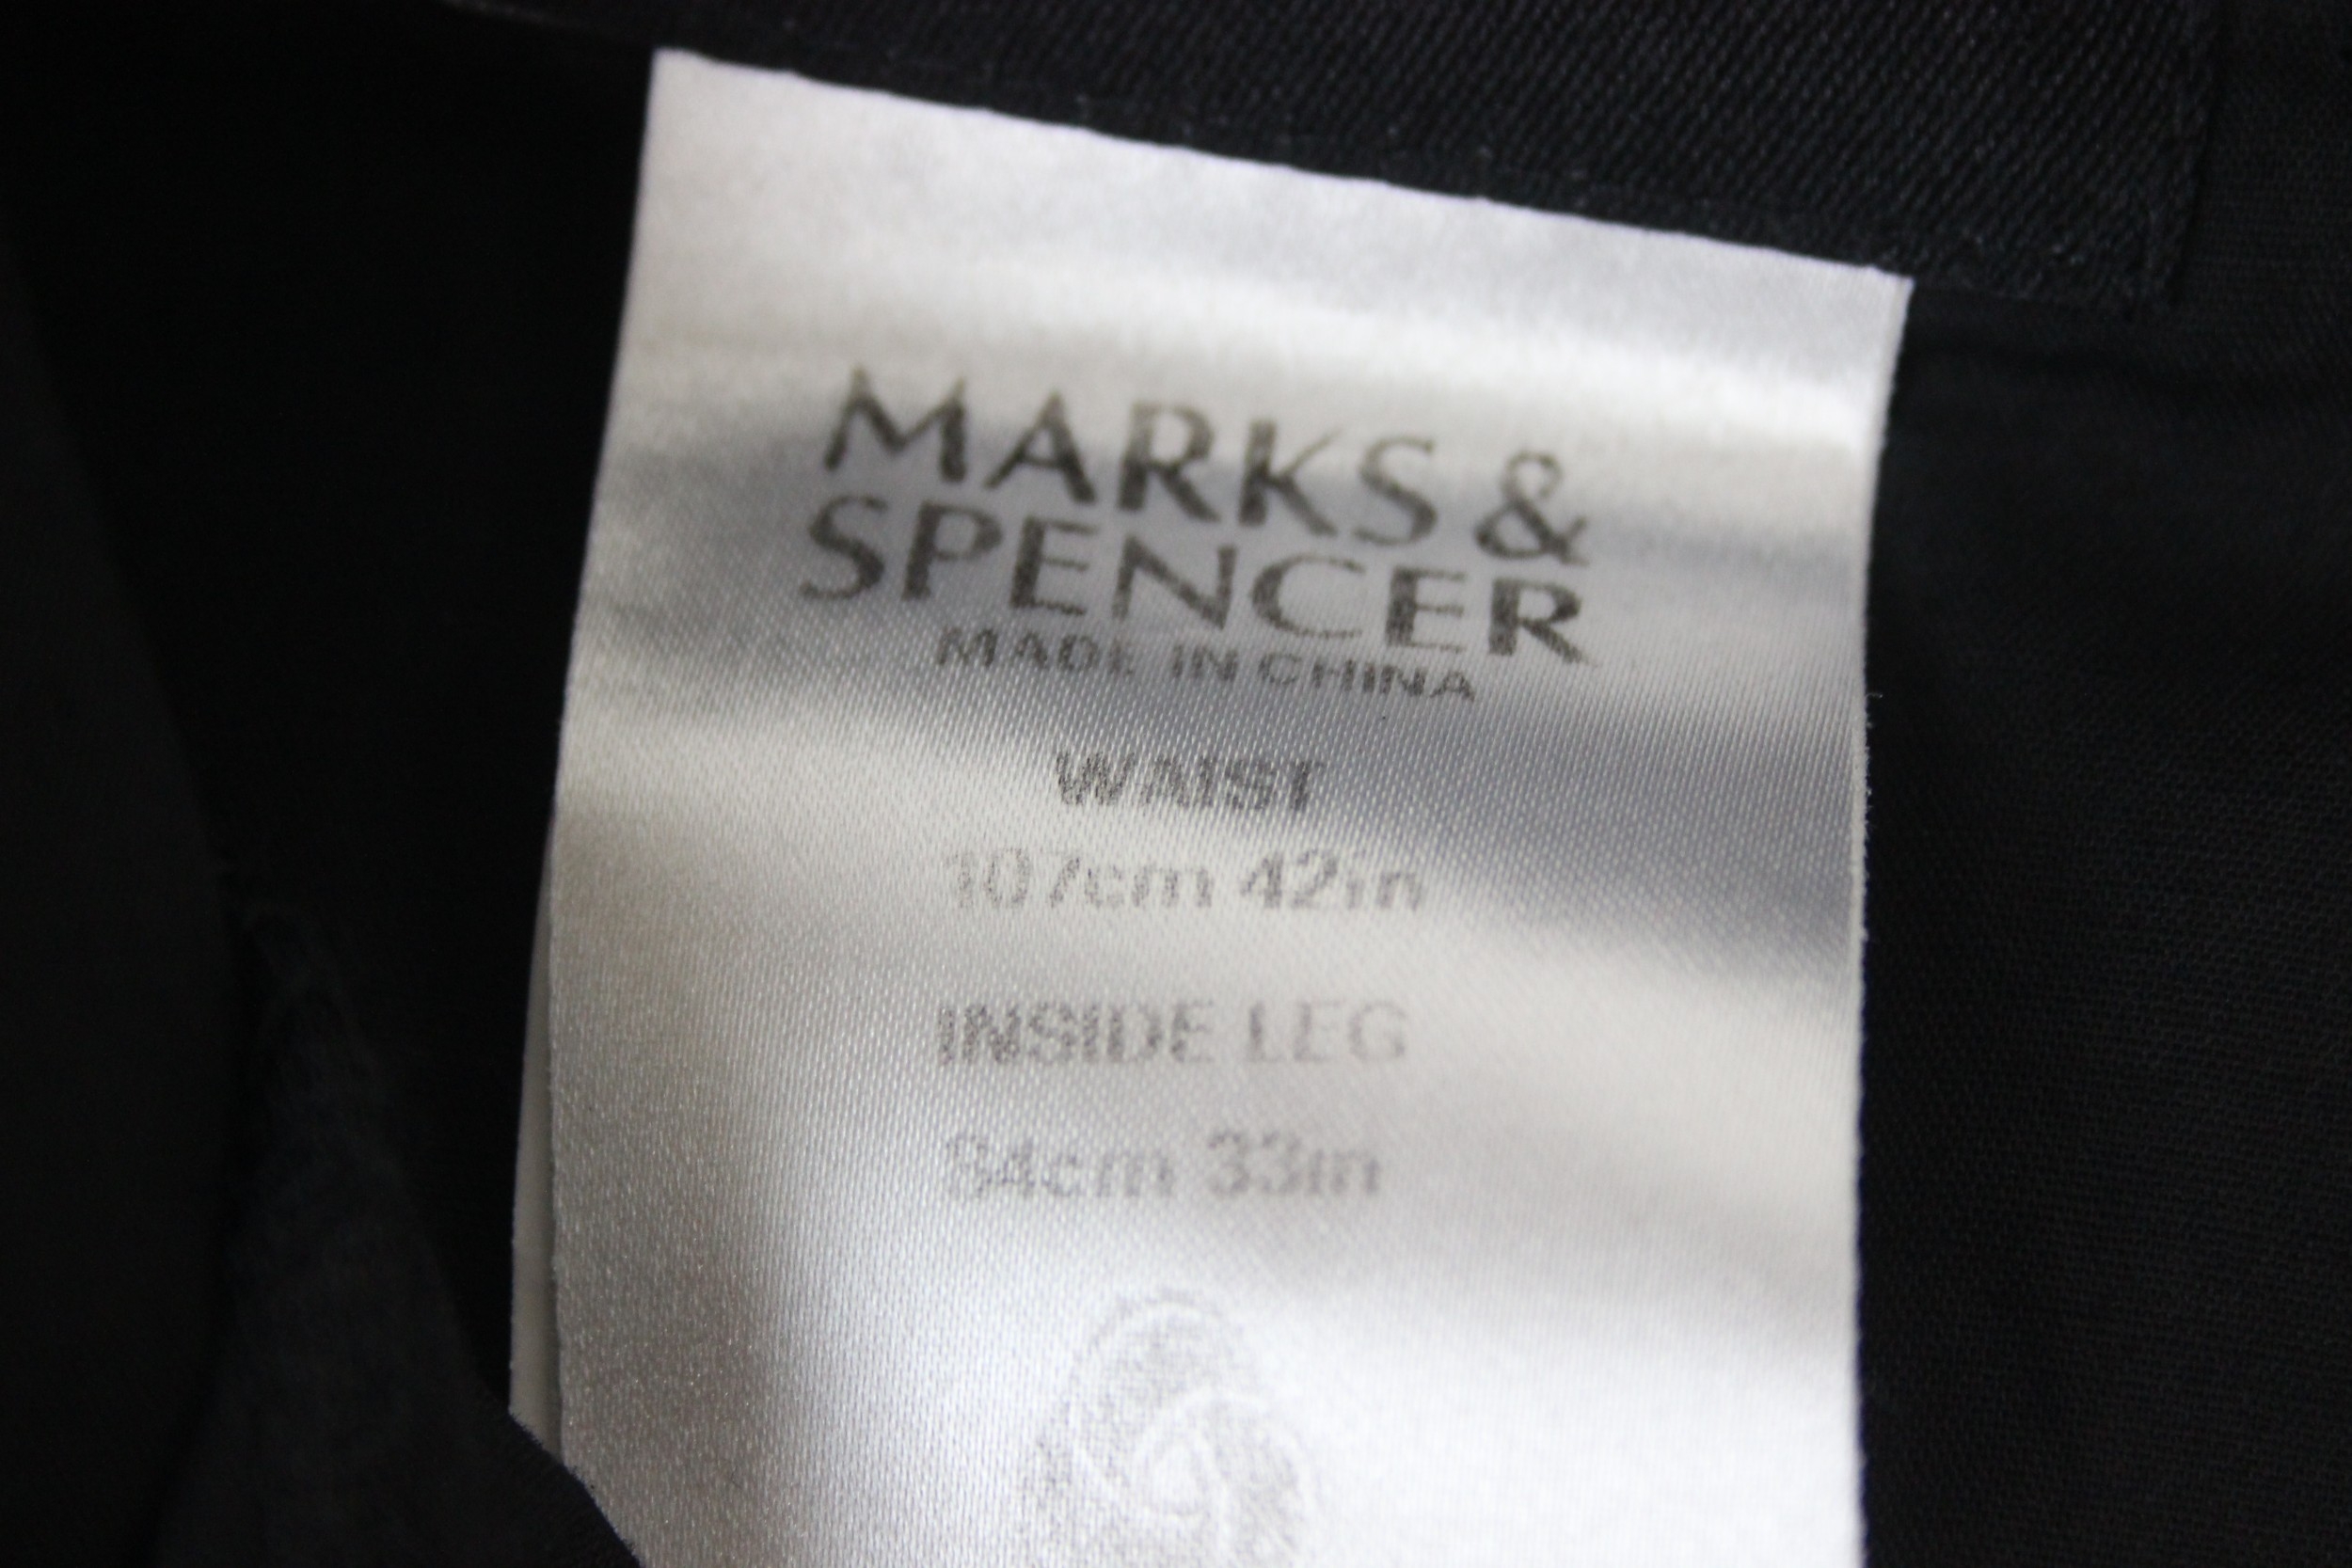 MARKS &
SPENCER
MADE IN CHINA
WAIST
107cm 42in
INSIDE LEG
84cm 33in